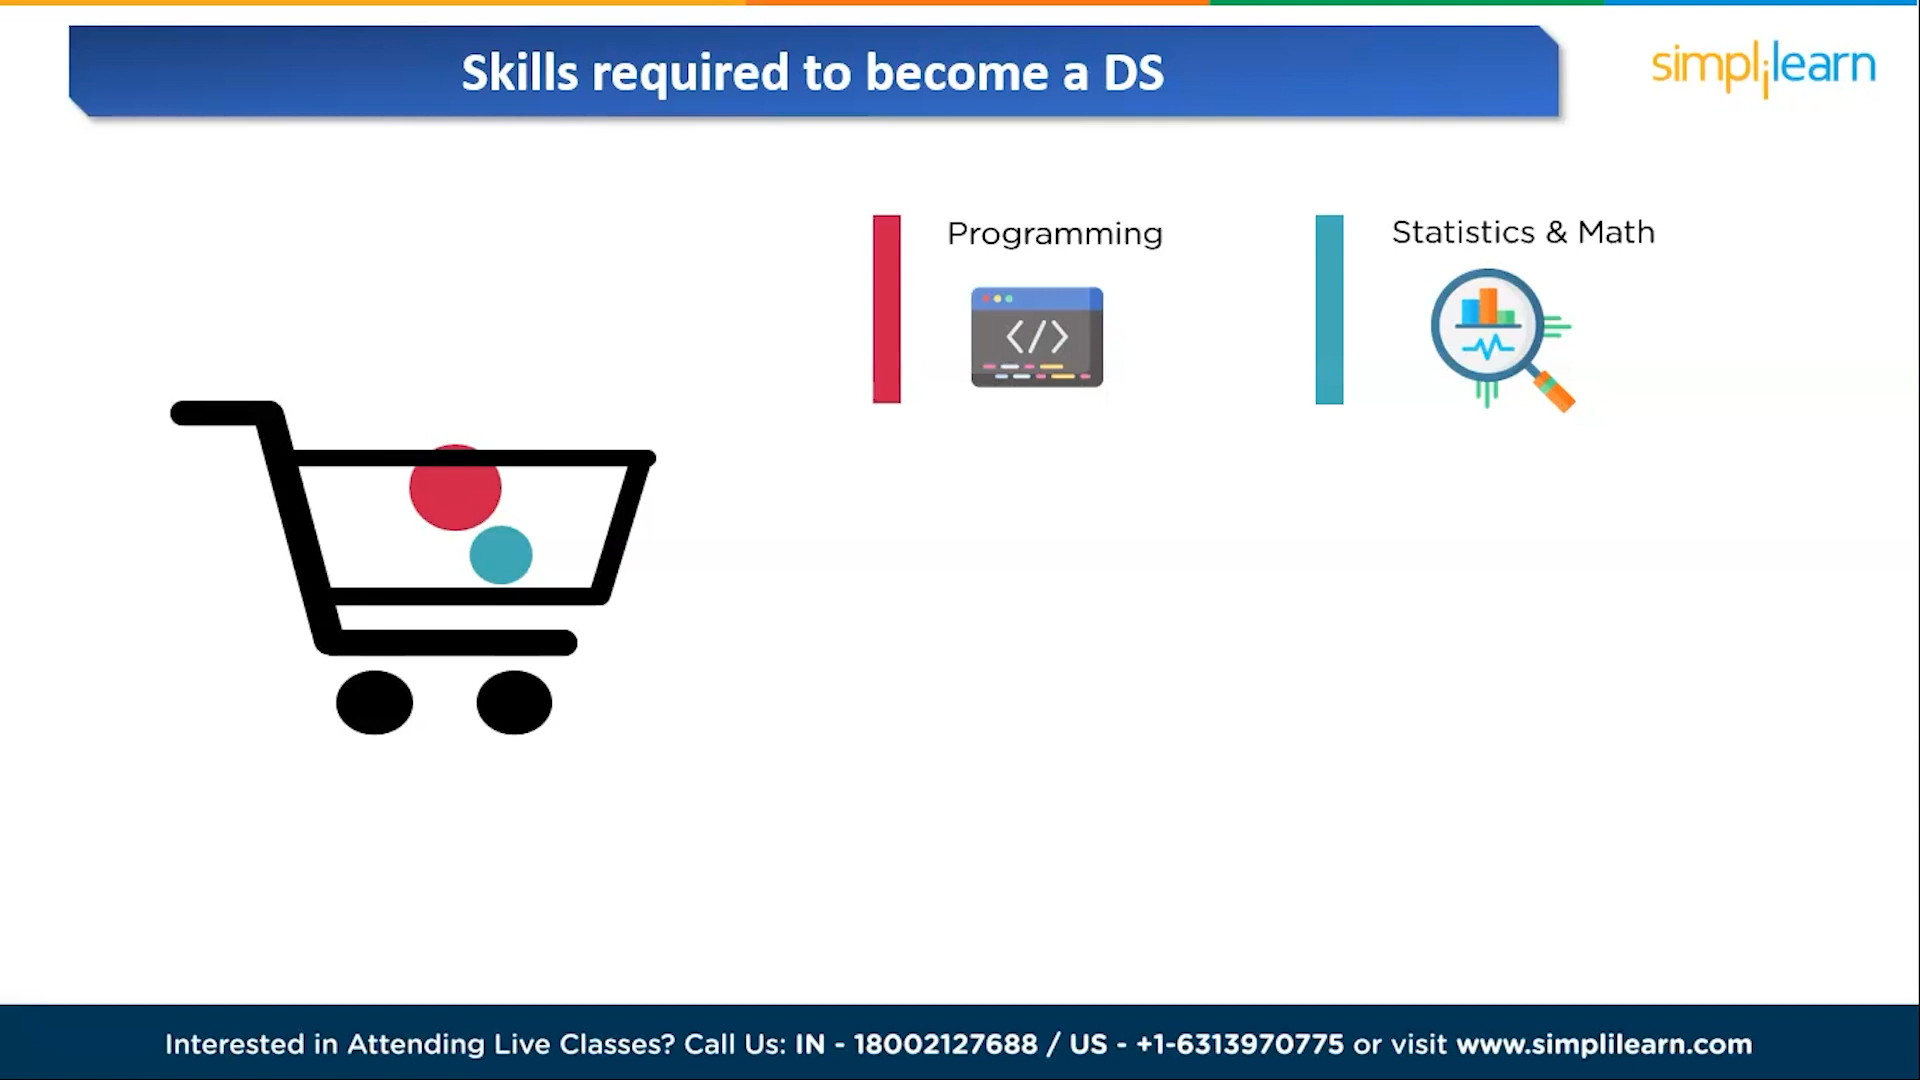 Skills required to become a DS
simplilearn
Programming
Statistics & Math
</>
Interested in Attending Live Classes? Call Us: IN - 18002127688 / US - +1-6313970775 or visit www.simplilearn.com